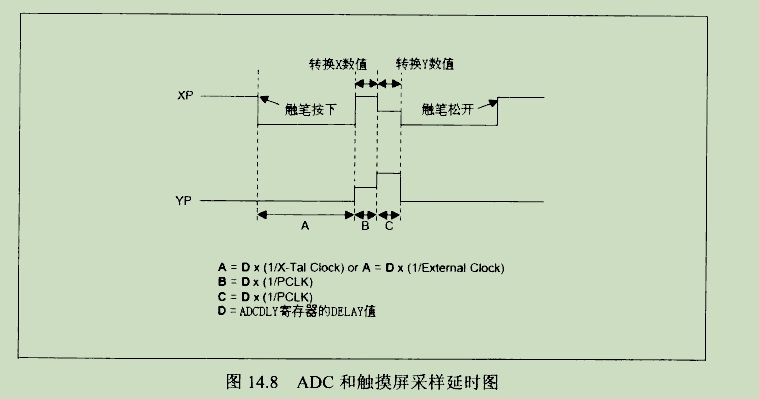 转换X数值 转换Y数值
XP
触笔按下 触笔松开
YP
A B C
A = D x (1/X-Tal Clock) or A = D x (1/External Clock)
B = D x (1/PCLK)
C = D x (1/PCLK)
D = ADCDLY寄存器的DELAY值
图 14.8 ADC 和触摸屏采样延时图